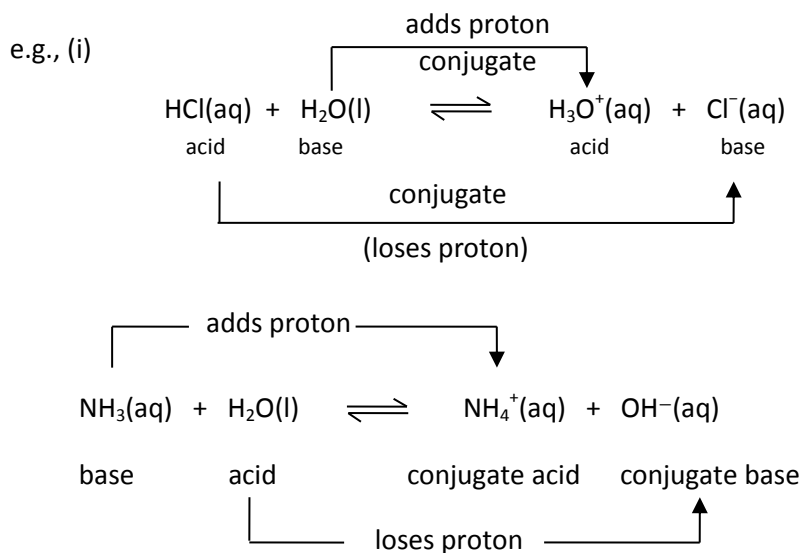 adds proton
e.g., (i)
conjugate
HCl(aq) + H₂O(l) ⇌ H₃O⁺(aq) + Cl⁻(aq)
acid base acid base
conjugate
(loses proton)
adds proton
NH₃(aq) + H₂O(l) ⇌ NH₄⁺(aq) + OH⁻(aq)
base acid conjugate acid conjugate base
loses proton